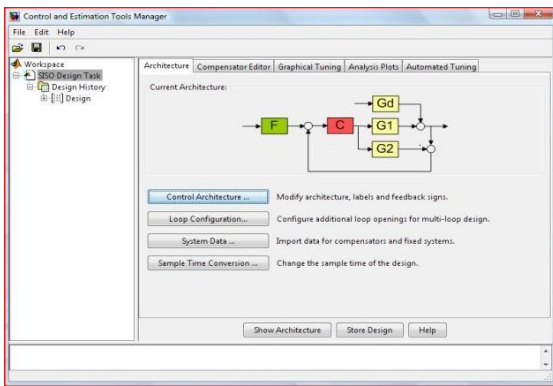 Control and Estimation Tools Manager
File Edit Help
Workspace
SISO Design Task
Design History
Design
Architecture Compensator Editor Graphical Tuning Analysis Plots Automated Tuning
Current Architecture:
Gd
F C G1
G2
Control Architecture ... Modify architecture, labels and feedback signs.
Loop Configuration... Configure additional loop openings for multi-loop design.
System Data ... Import data for compensators and fixed systems.
Sample Time Conversion ... Change the sample time of the design.
Show Architecture Store Design Help